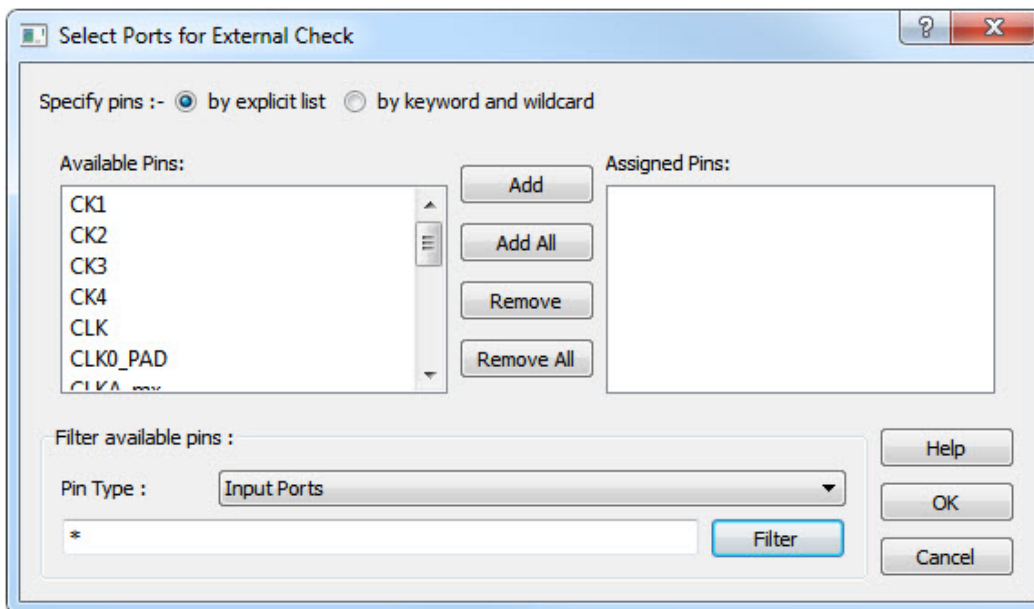 Select Ports for External Check
Specify pins :- by explicit list by keyword and wildcard
Available Pins:
CK1
CK2
CK3
CK4
CLK
CLK0_PAD
CLKA_mx
Add
Add All
Remove
Remove All
Assigned Pins:
Filter available pins :
Pin Type :
Input Ports
*
Filter
Help
OK
Cancel